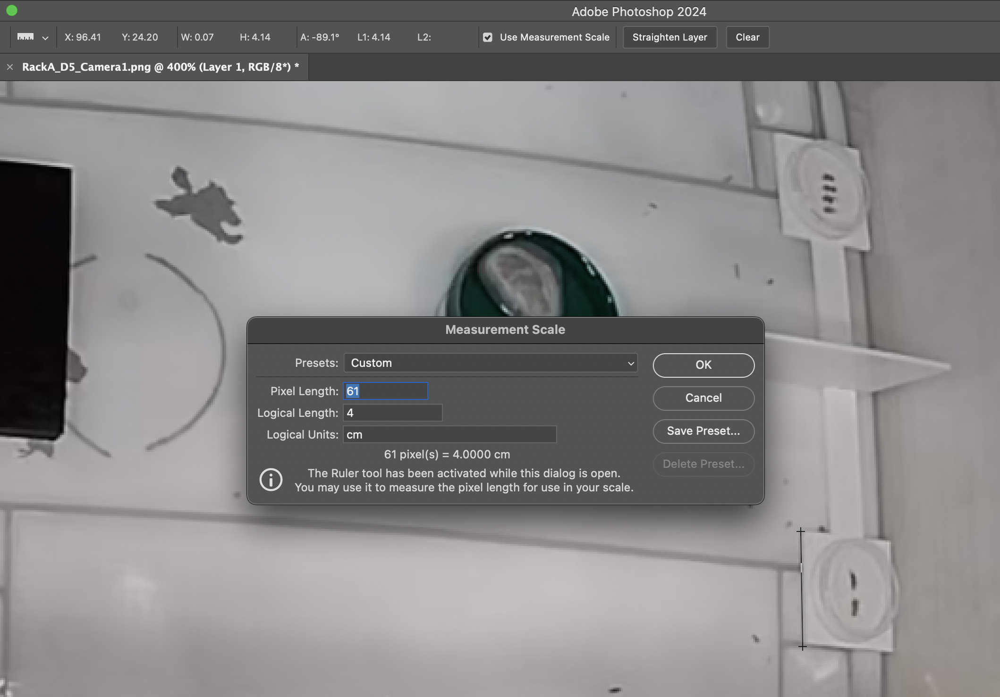 Adobe Photoshop 2024
X: 96.41 Y: 24.20 W: 0.07 H: 4.14 A: -89.1° L1: 4.14 L2: Use Measurement Scale Straighten Layer Clear
RackA_D5_Camera1.png @ 400% (Layer 1, RGB/8*) *
Measurement Scale
Presets: Custom
OK
Pixel Length: 61
Cancel
Logical Length: 4
Logical Units: cm
Save Preset...
61 pixel(s) = 4.0000 cm
Delete Preset...
The Ruler tool has been activated while this dialog is open.
You may use it to measure the pixel length for use in your scale.